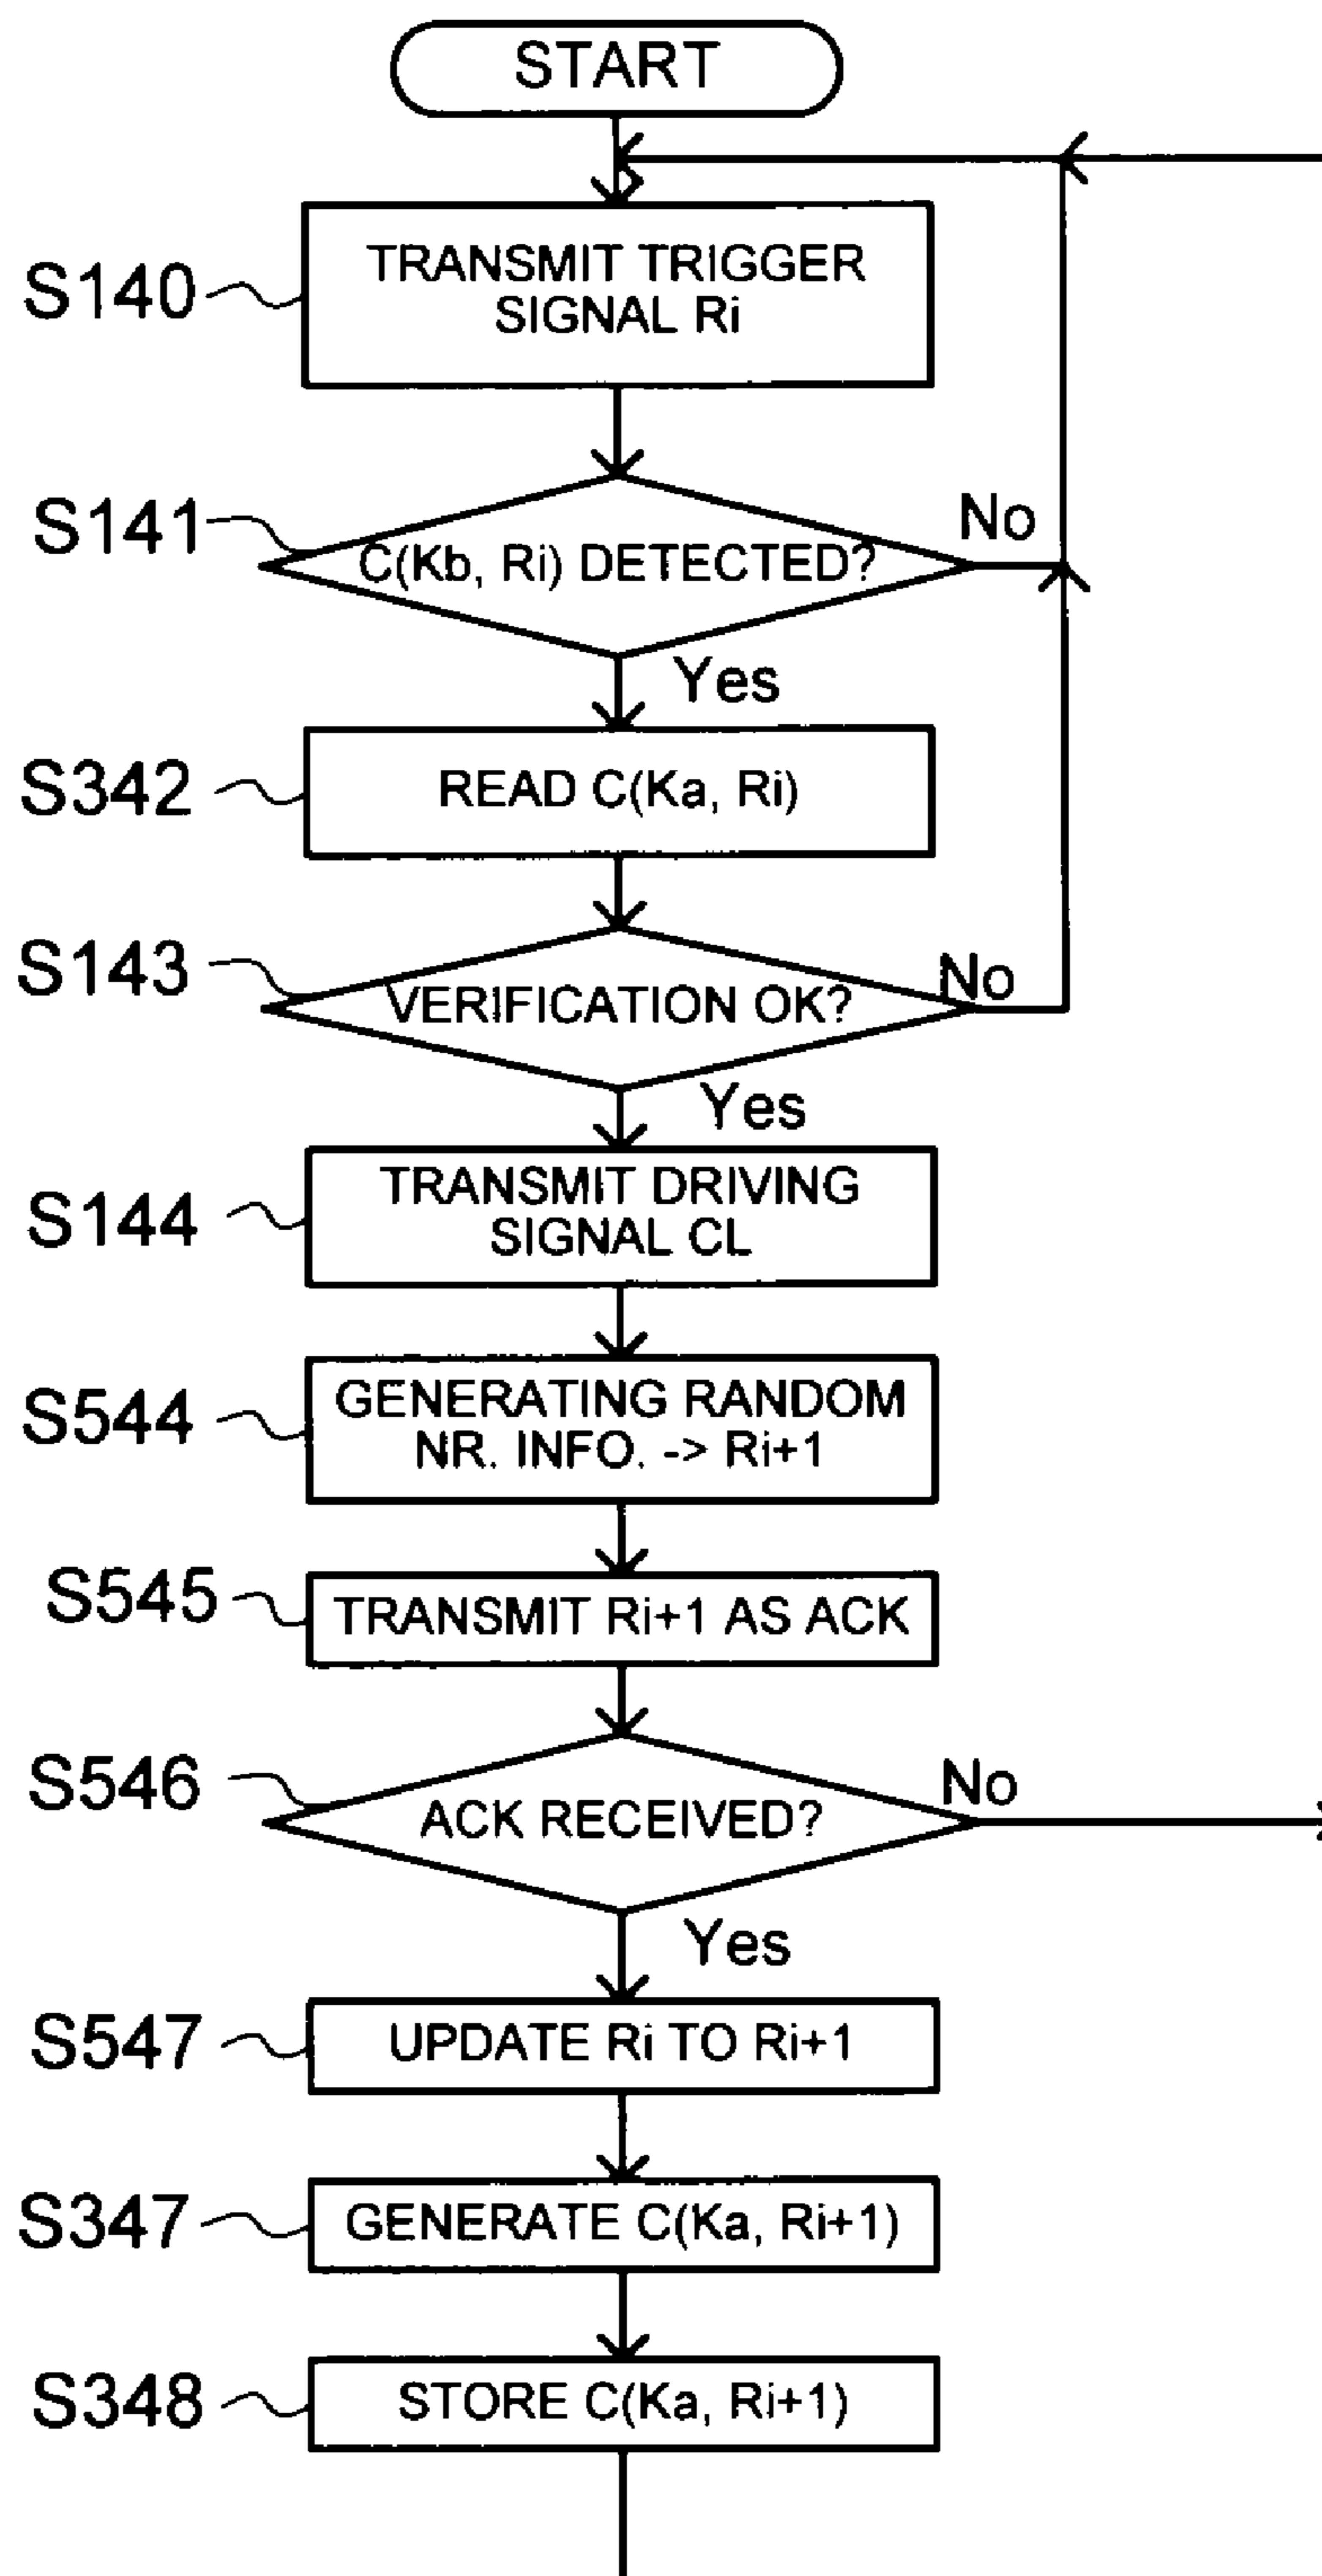 START
S140
TRANSMIT TRIGGER
SIGNAL Ri
S141
C(Kb, Ri) DETECTED?
No
Yes
S342
READ C(Ka, Ri)
S143
VERIFICATION OK?
No
Yes
S144
TRANSMIT DRIVING
SIGNAL CL
S544
GENERATING RANDOM
NR. INFO. -> Ri+1
S545
TRANSMIT Ri+1 AS ACK
S546
ACK RECEIVED?
No
Yes
S547
UPDATE Ri TO Ri+1
S347
GENERATE C(Ka, Ri+1)
S348
STORE C(Ka, Ri+1)